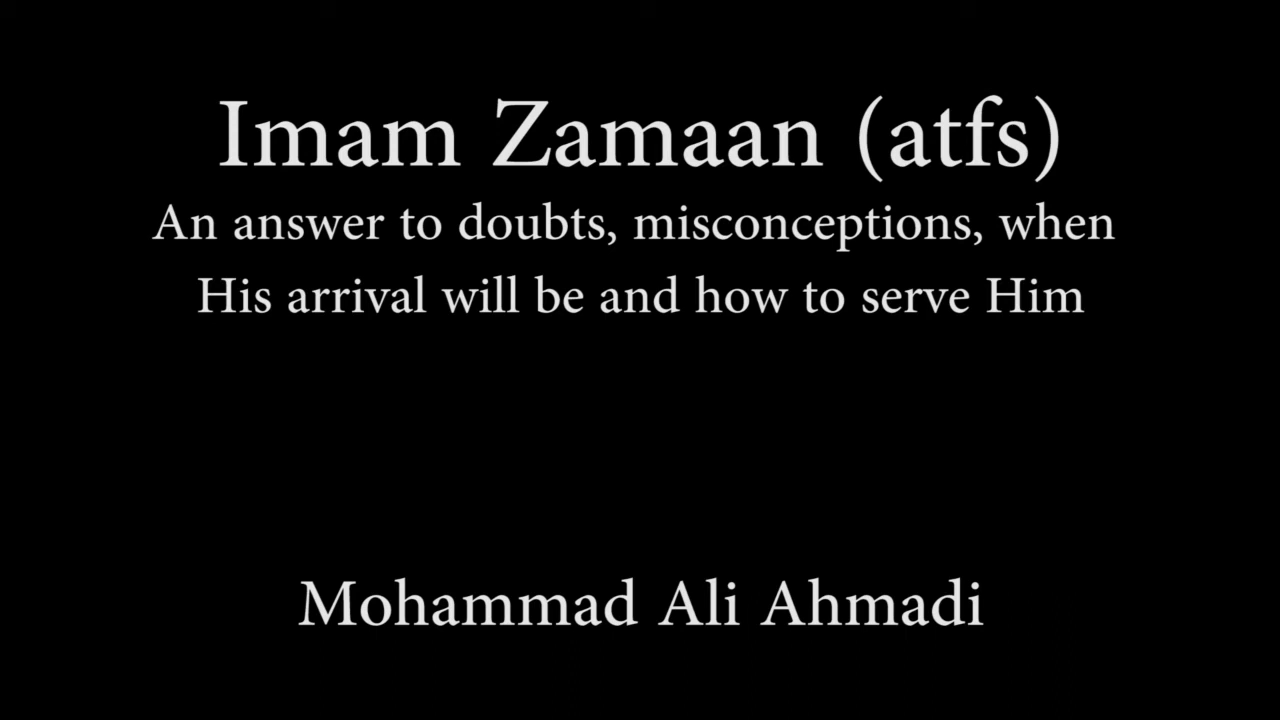 Imam Zamaan (atfs)
An answer to doubts, misconceptions, when
His arrival will be and how to serve Him
Mohammad Ali Ahmadi